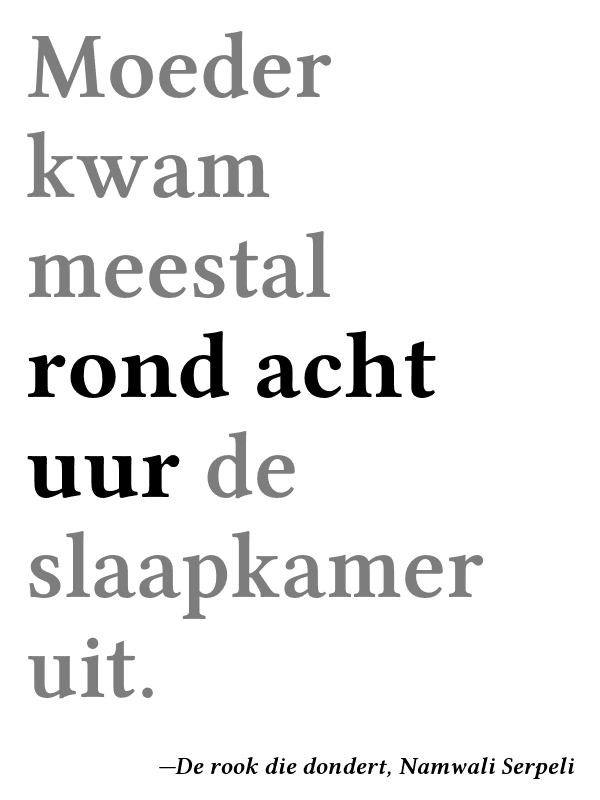 Moeder
kwam
meestal
rond acht
uur de
slaapkamer
uit.
—De rook die dondert, Namwali Serpeli